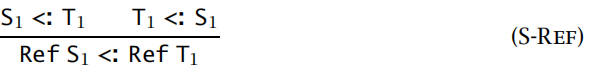 S₁ <: T₁  T₁ <: S₁
(S-REF)
Ref S₁ <: Ref T₁